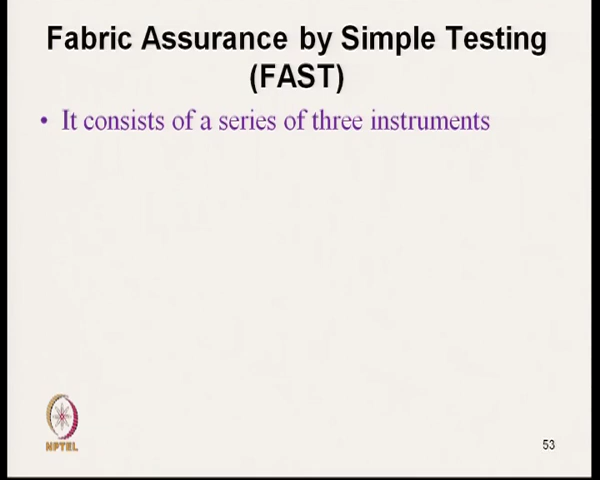 Fabric Assurance by Simple Testing
(FAST)
• It consists of a series of three instruments
NPTEL
53